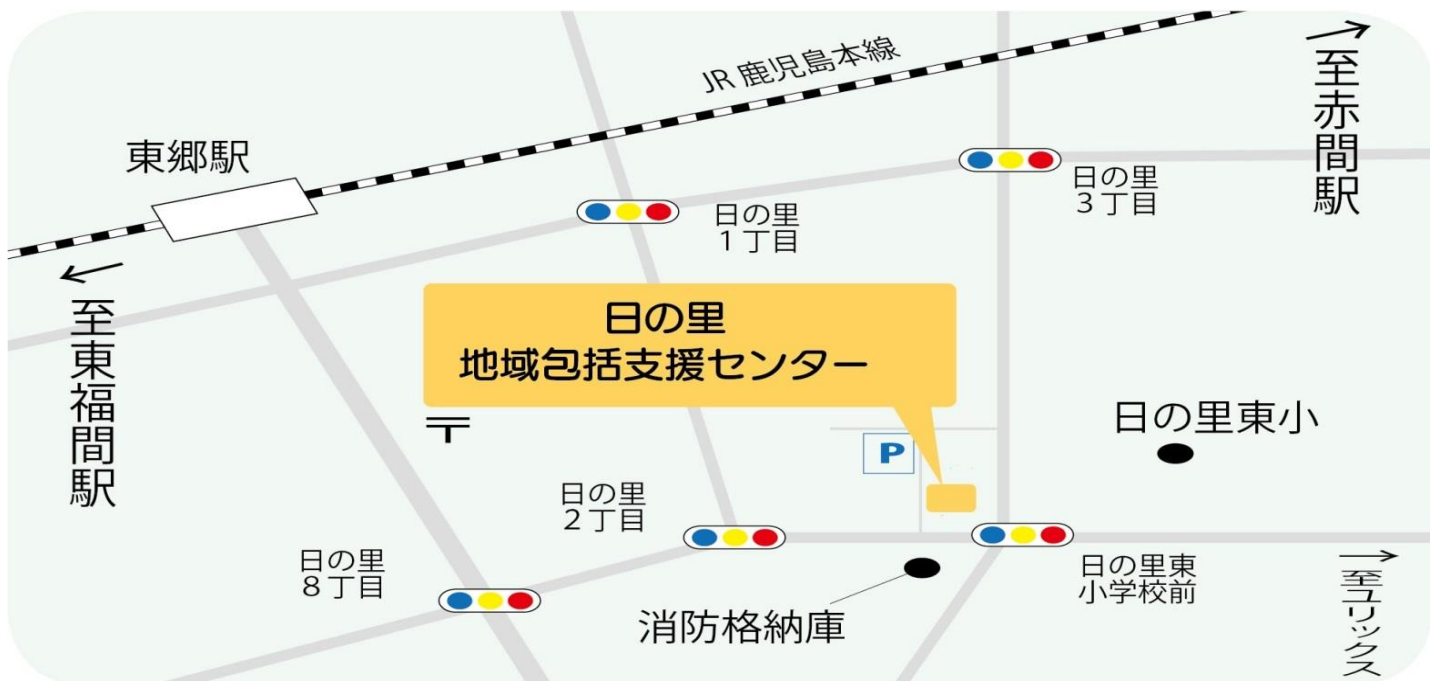 JR 鹿児島本線
至赤間駅
東郷駅
日の里
3丁目
日の里
1丁目
至東福間駅
日の里
地域包括支援センター
〒
P
日の里東小
日の里
2丁目
日の里
8丁目
日の里東
小学校前
消防格納庫
至ユリックス